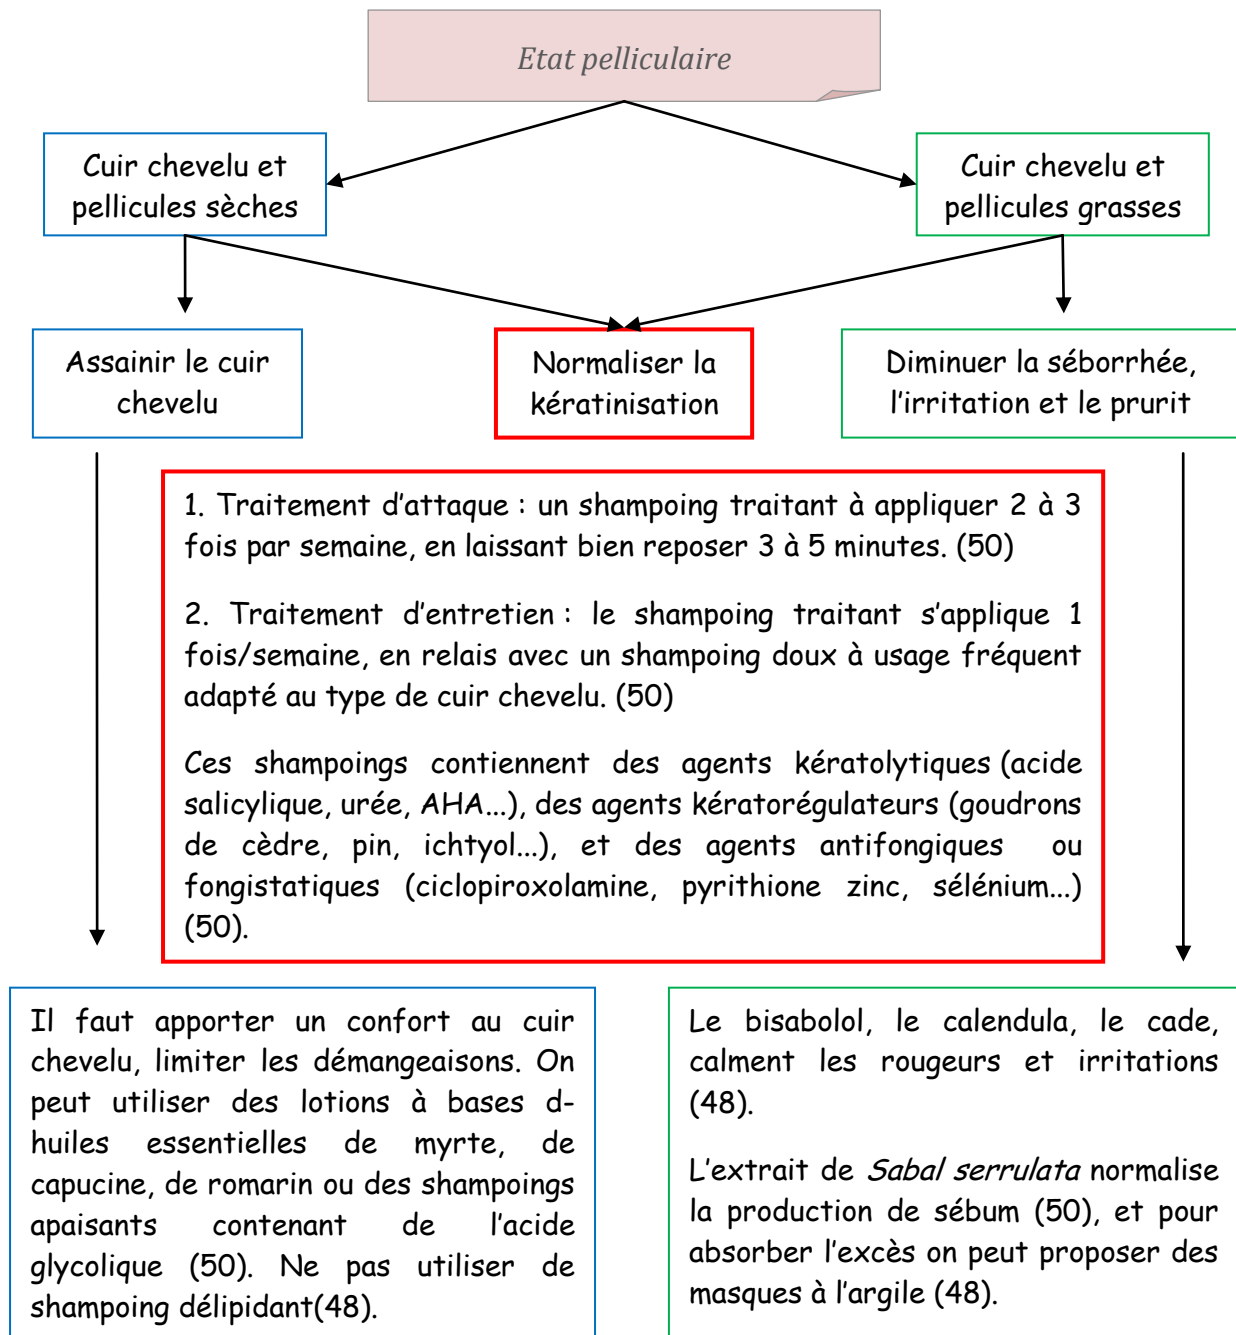 Etat pelliculaire
Cuir chevelu et
pellicules sèches
Cuir chevelu et
pellicules grasses
Assainir le cuir
chevelu
Normaliser la
kératinisation
Diminuer la séborrhée,
l'irritation et le prurit
1. Traitement d'attaque : un shampoing traitant à appliquer 2 à 3
fois par semaine, en laissant bien reposer 3 à 5 minutes. (50)
2. Traitement d'entretien : le shampoing traitant s'applique 1
fois/semaine, en relais avec un shampoing doux à usage fréquent
adapté au type de cuir chevelu. (50)
Ces shampoings contiennent des agents kératolytiques (acide
salicylique, urée, AHA...), des agents kératorégulateurs (goudrons
de cèdre, pin, ichtyol...), et des agents antifongiques ou
fongistatiques (ciclopiroxolamine, pyrithione zinc, sélénium...)
(50).
Il faut apporter un confort au cuir
chevelu, limiter les démangeaisons. On
peut utiliser des lotions à bases d-
huiles essentielles de myrte, de
capucine, de romarin ou des shampoings
apaisants contenant de l'acide
glycolique (50). Ne pas utiliser de
shampoing délipidant(48).
Le bisabolol, le calendula, le cade,
calment les rougeurs et irritations
(48).
L'extrait de Sabal serrulata normalise
la production de sébum (50), et pour
absorber l'excès on peut proposer des
masques à l'argile (48).